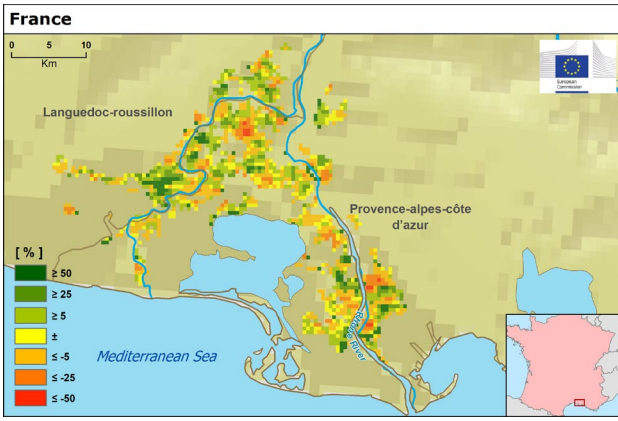 France
0 5 10
Km
European
Commission
Languedoc-roussillon
Provence-alpes-côte
d'azur
[ % ]
≥ 50
≥ 25
≥ 5
±
≤ -5
≤ -25
≤ -50
Mediterranean Sea
Rhone
River